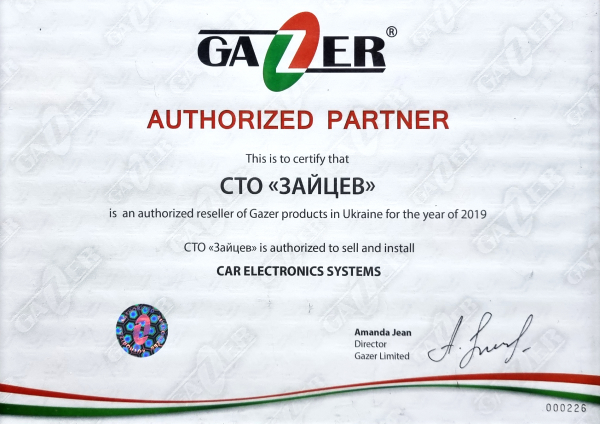 GAZER®
AUTHORIZED PARTNER
This is to certify that
СТО «ЗАЙЦЕВ»
is an authorized reseller of Gazer products in Ukraine for the year of 2019
СТО «Зайцев» is authorized to sell and install
CAR ELECTRONICS SYSTEMS
Amanda Jean
Director
Gazer Limited
000226